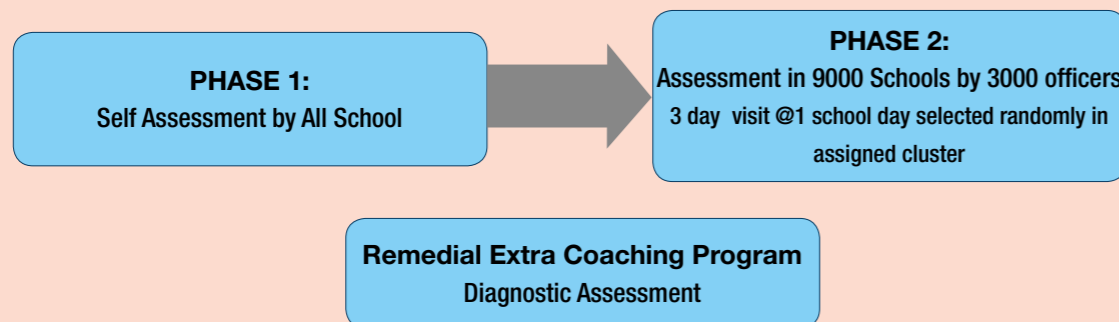 PHASE 1:
Self Assessment by All School
PHASE 2:
Assessment in 9000 Schools by 3000 officers
3 day visit @1 school day selected randomly in
assigned cluster
Remedial Extra Coaching Program
Diagnostic Assessment